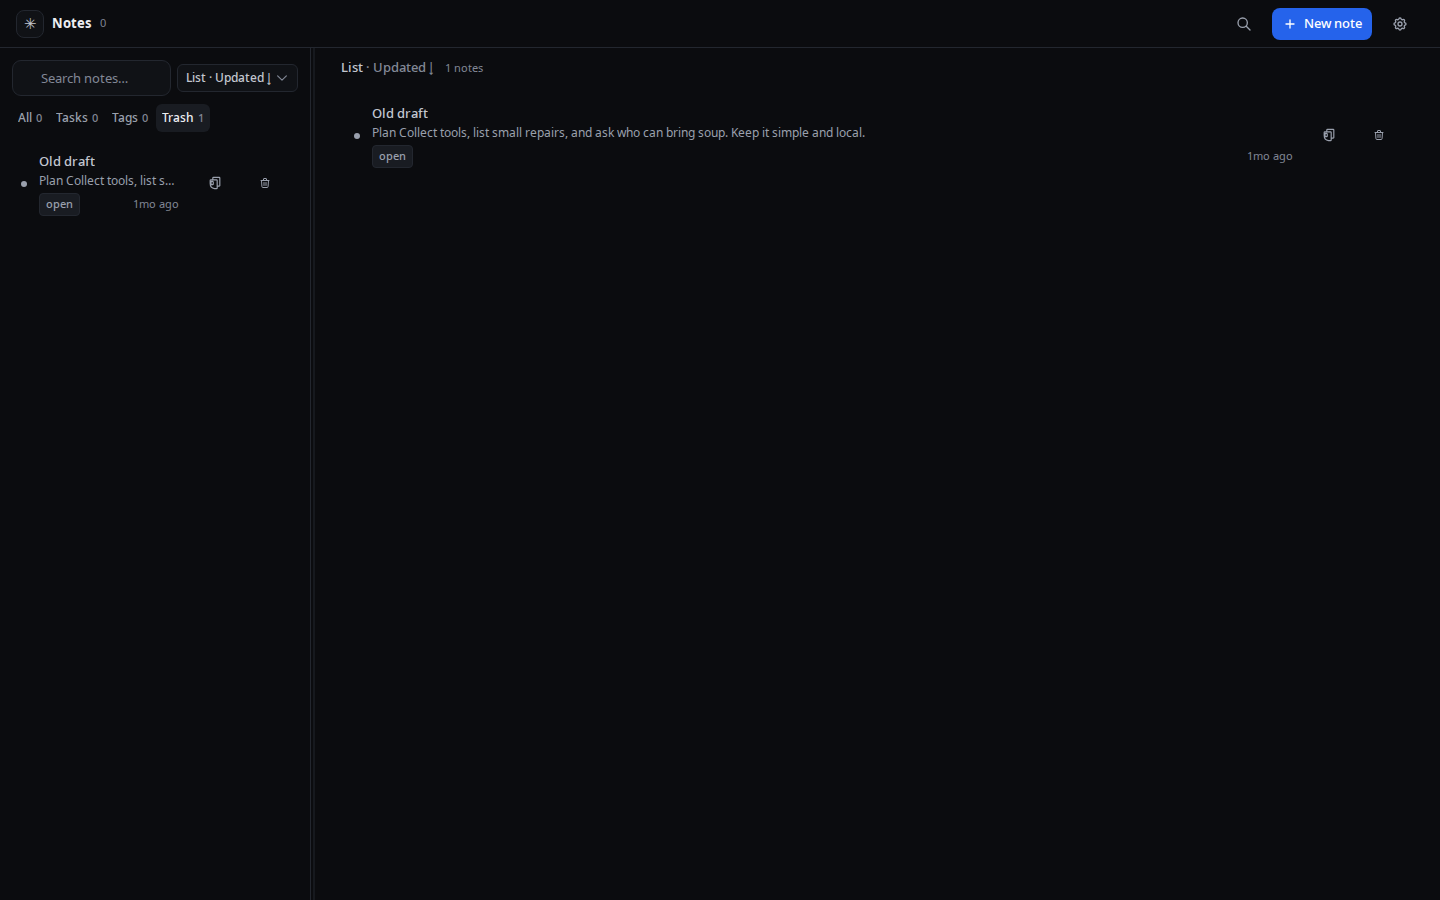 Notes 0
New note
Search notes...
List · Updated ↓
All 0 Tasks 0 Tags 0 Trash 1
Old draft
Plan Collect tools, list s...
open 1mo ago
List · Updated ↓ 1 notes
Old draft
Plan Collect tools, list small repairs, and ask who can bring soup. Keep it simple and local.
open 1mo ago